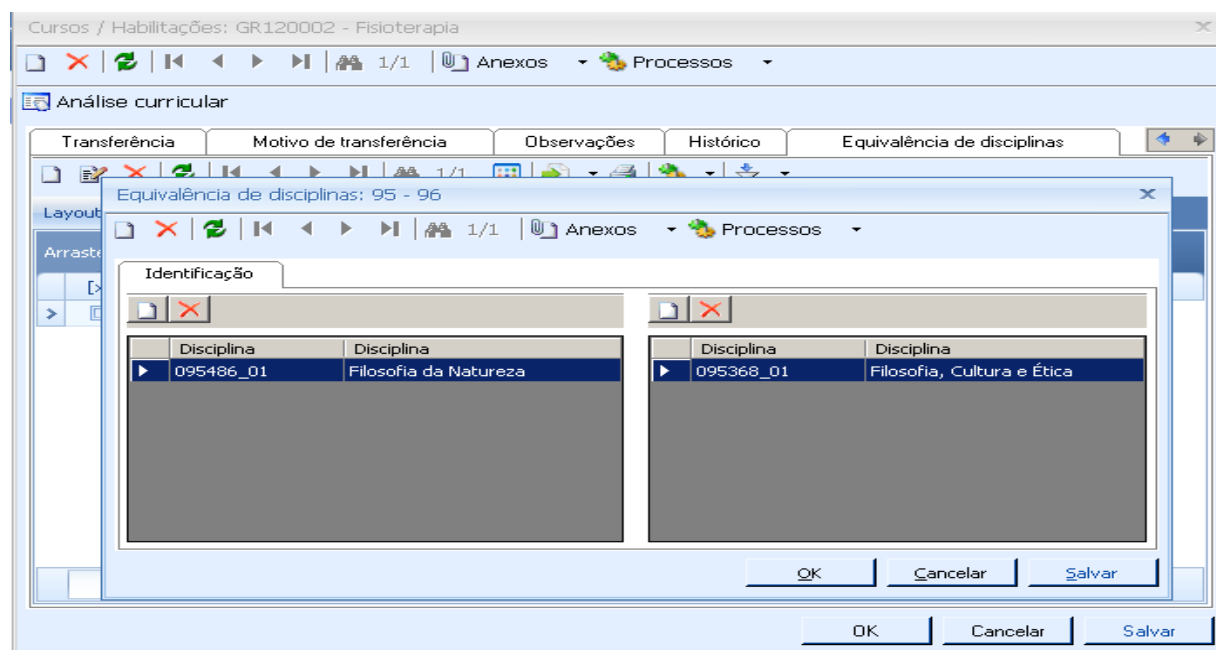 Cursos / Habilitações: GR120002 - Fisioterapia
1/1 Anexos Processos
Análise curricular
Transferência Motivo de transferência Observações Histórico Equivalência de disciplinas
1/1
Equivalência de disciplinas: 95 - 96
Layout
1/1 Anexos Processos
Arraste
Identificação
Disciplina Disciplina Disciplina Disciplina
095486_01 Filosofia da Natureza 095368_01 Filosofia, Cultura e Ética
OK Cancelar Salvar
OK Cancelar Salvar